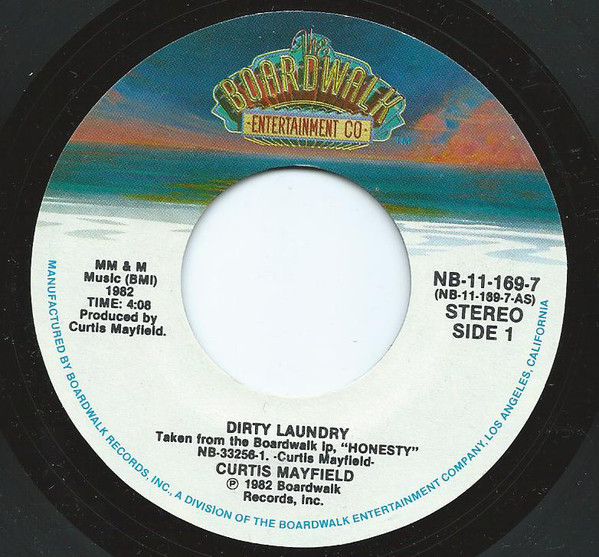 The
BOARDWALK
ENTERTAINMENT CO
TM
MM & M
Music (BMI)
1982
TIME: 4:08
Produced by
Curtis Mayfield.
NB-11-169-7
(NB-11-169-7-AS)
STEREO
SIDE 1
DIRTY LAUNDRY
Taken from the Boardwalk lp, "HONESTY"
NB-33256-1. -Curtis Mayfield-
CURTIS MAYFIELD
℗ 1982 Boardwalk
Records, Inc.
MANUFACTURED BY BOARDWALK RECORDS, INC., A DIVISION OF THE BOARDWALK ENTERTAINMENT COMPANY, LOS ANGELES, CALIFORNIA